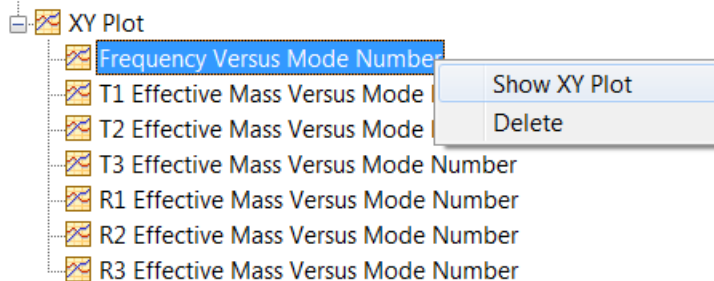 XY Plot
Frequency Versus Mode Number
Show XY Plot
T1 Effective Mass Versus Mode
Delete
T2 Effective Mass Versus Mode
T3 Effective Mass Versus Mode Number
R1 Effective Mass Versus Mode Number
R2 Effective Mass Versus Mode Number
R3 Effective Mass Versus Mode Number